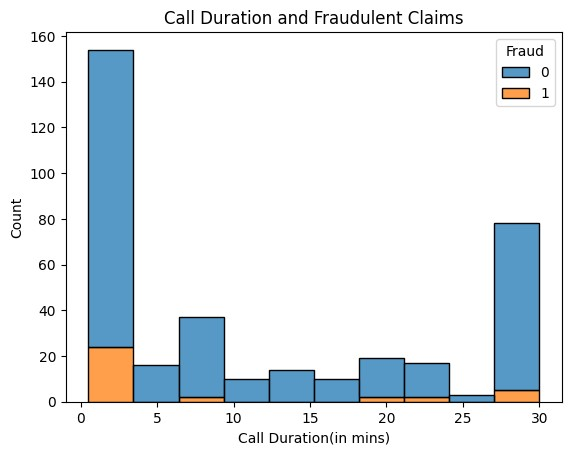 Call Duration and Fraudulent Claims
160
140
120
100
80
60
40
20
0
Count
Fraud
0
1
0 5 10 15 20 25 30
Call Duration(in mins)